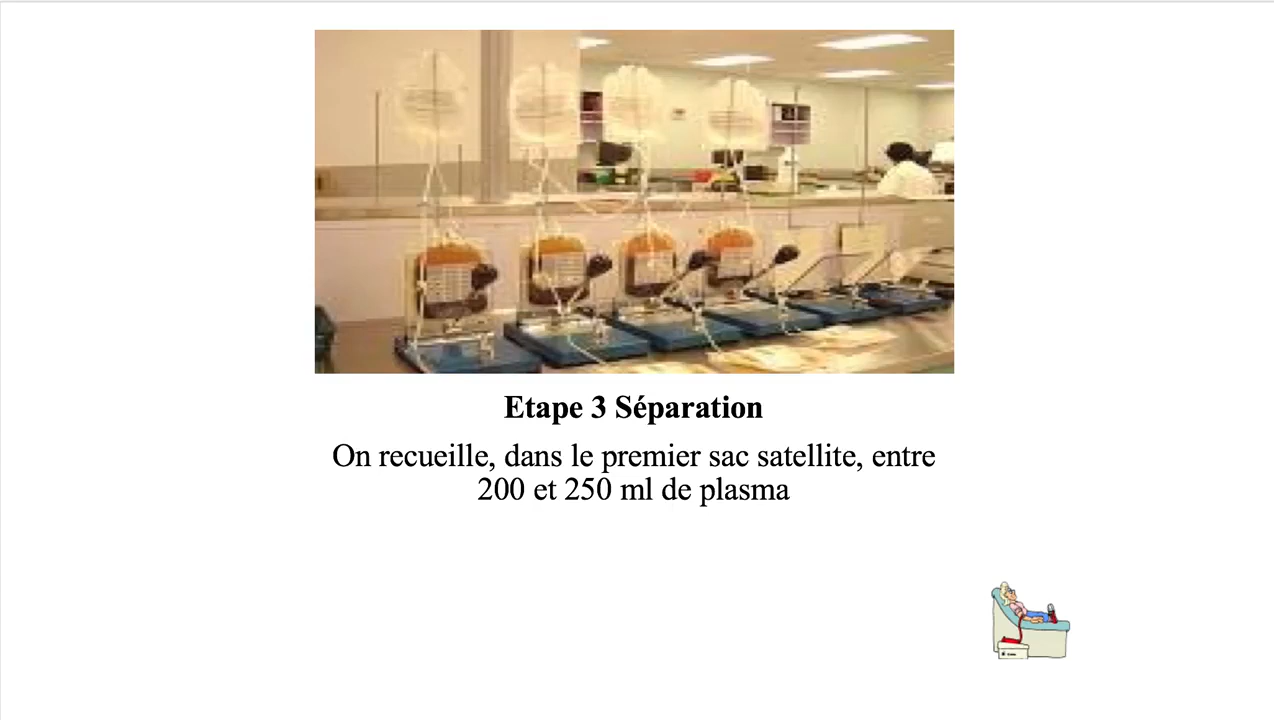 Etape 3 Séparation
On recueille, dans le premier sac satellite, entre
200 et 250 ml de plasma